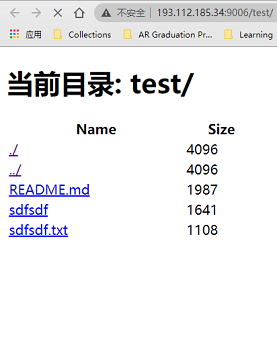 不安全 | 193.112.185.34:9006/test/
应用 Collections AR Graduation Pr... Learning
当前目录: test/
Name Size
./ 4096
../ 4096
README.md 1987
sdfsdf 1641
sdfsdf.txt 1108